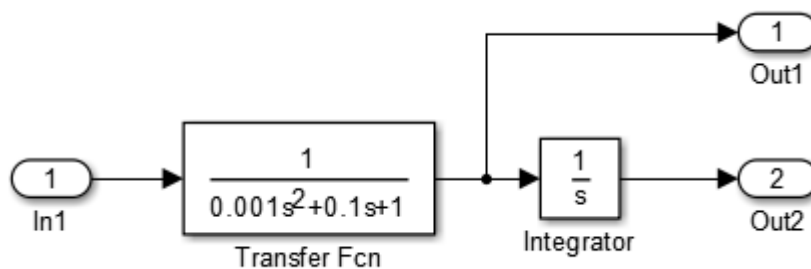 1
Out1
1
In1
1
0.001s²+0.1s+1
Transfer Fcn
1
s
Integrator
2
Out2